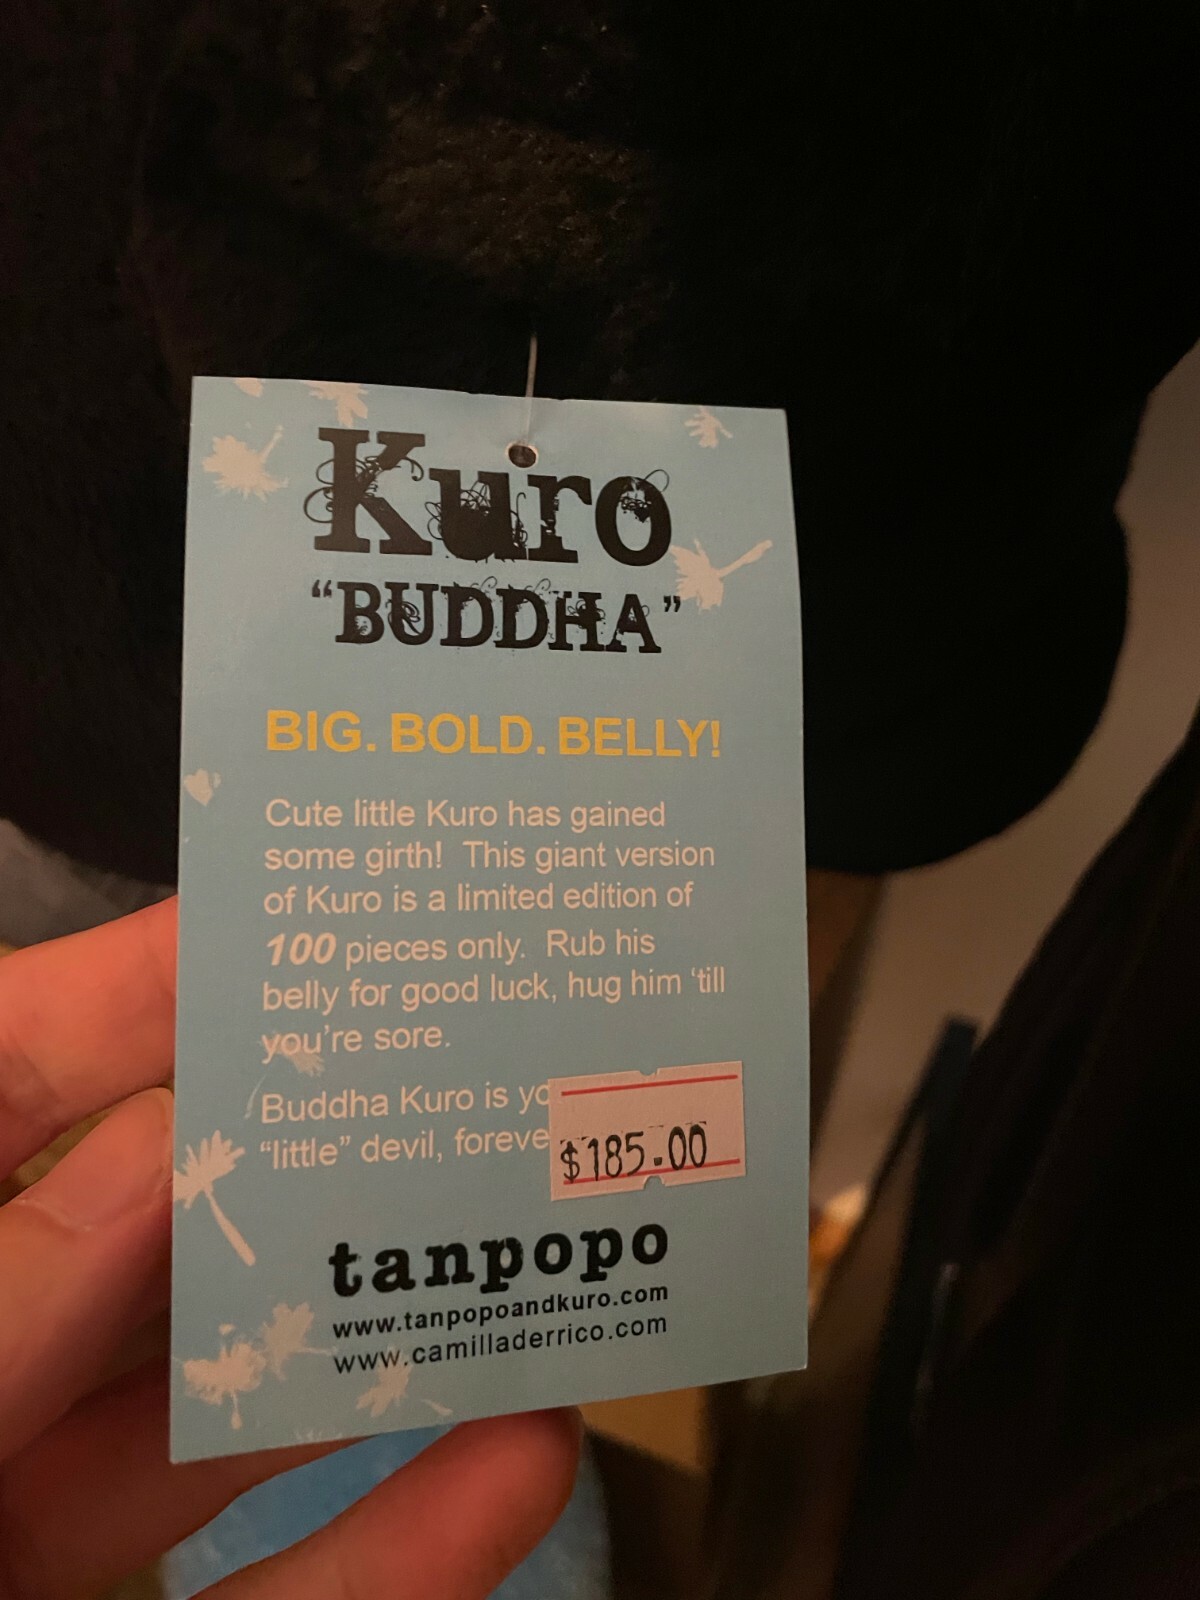 Kuro
“BUDDHA”
BIG. BOLD. BELLY!
Cute little Kuro has gained
some girth! This giant version
of Kuro is a limited edition of
100 pieces only. Rub his
belly for good luck, hug him ‘till
you’re sore.
Buddha Kuro is yo
“little” devil, foreve
$185.00
tanpopo
www.tanpopoandkuro.com
www.camilladerrico.com